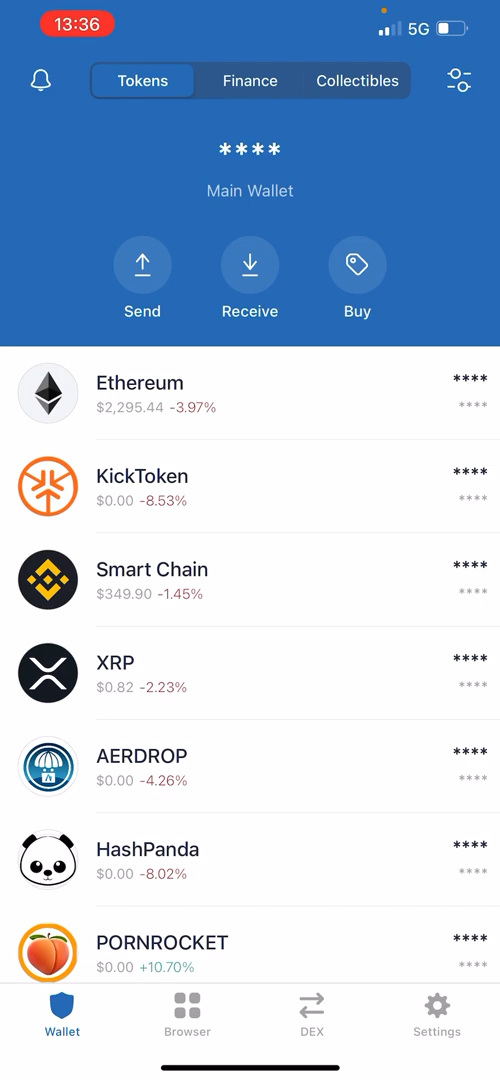 13:36
5G
Tokens
Finance
Collectibles
****
Main Wallet
Send
Receive
Buy
Ethereum
****
$2,295.44 -3.97%
****
KickToken
****
$0.00 -8.53%
****
Smart Chain
****
$349.90 -1.45%
****
XRP
****
$0.82 -2.23%
****
AERDROP
****
$0.00 -4.26%
****
HashPanda
****
$0.00 -8.02%
****
PORNROCKET
****
$0.00 +10.70%
****
Wallet
Browser
DEX
Settings